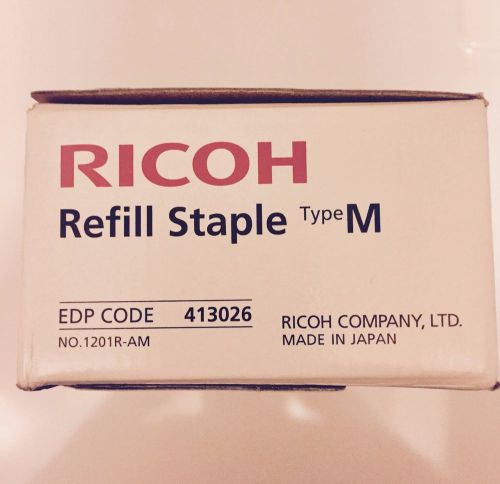 RICOH
Refill Staple Type M
EDP CODE 413026
NO.1201R-AM
RICOH COMPANY, LTD.
MADE IN JAPAN